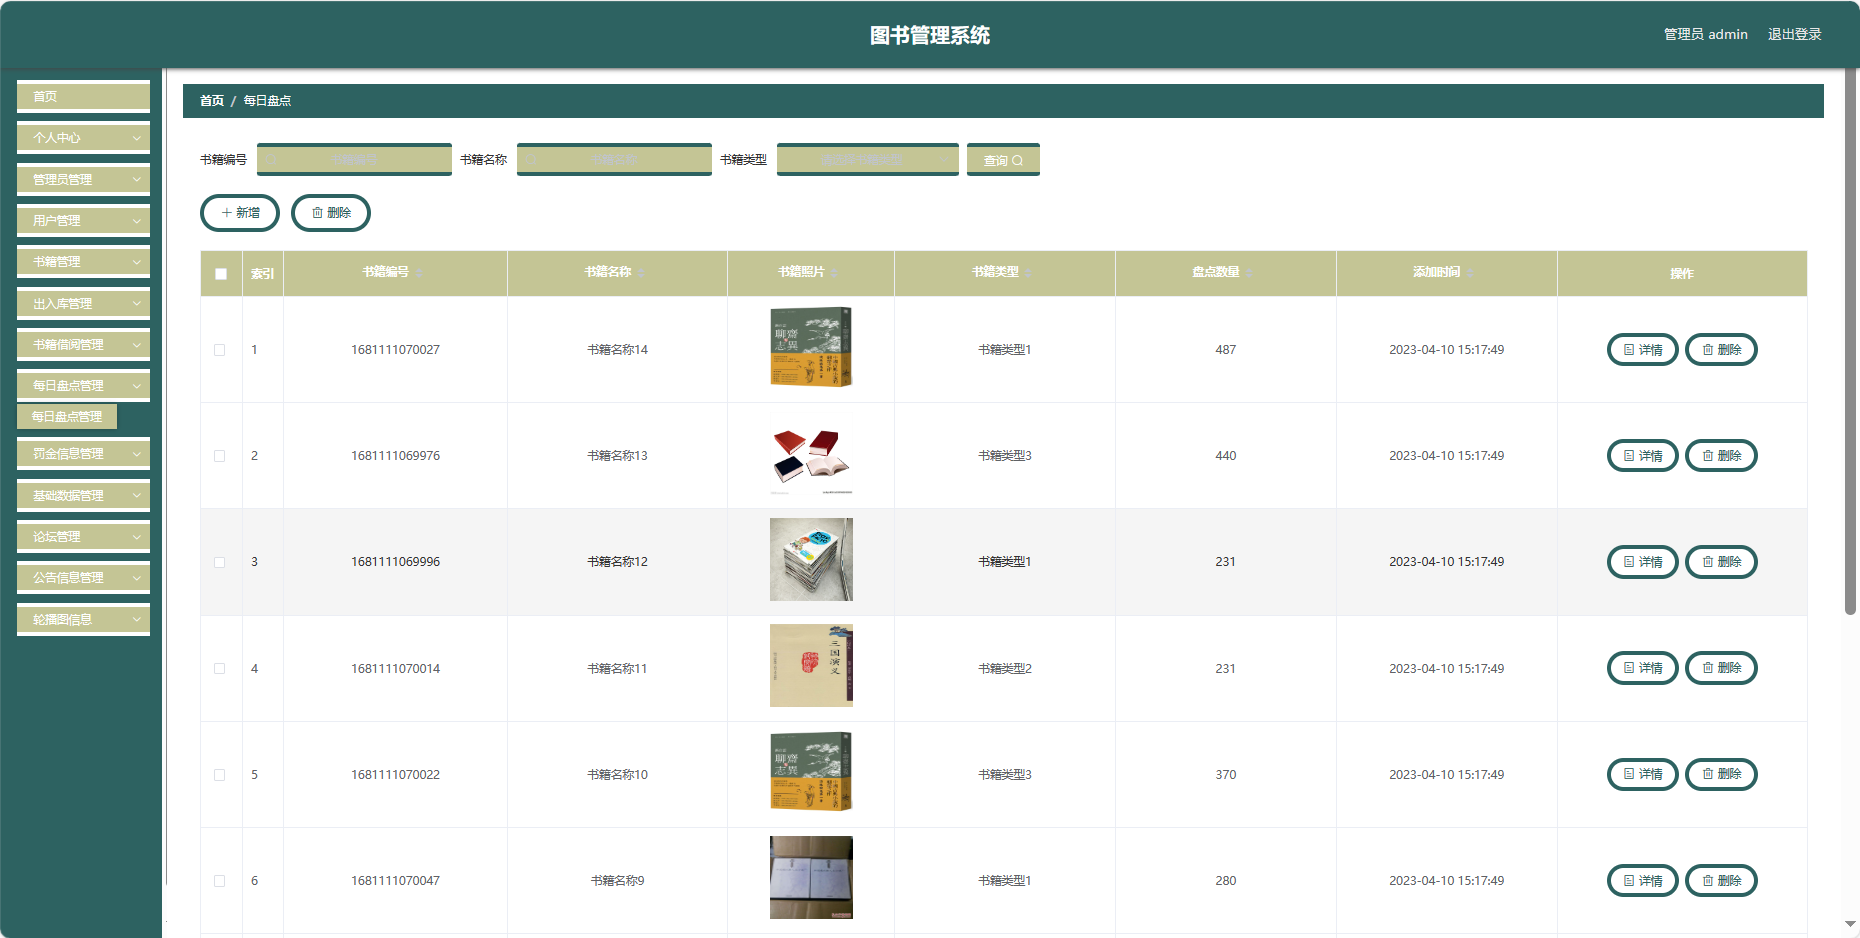 图书管理系统
管理员 admin 退出登录
首页
个人中心
管理员管理
用户管理
书籍管理
出入库管理
书籍借阅管理
每日盘点管理
每日盘点管理
罚金信息管理
基础数据管理
论坛管理
公告信息管理
轮播图信息
首页 / 每日盘点
书籍编号 书籍编号 书籍名称 书籍名称 书籍类型 查询
新增 删除
索引 书籍编号 书籍名称 书籍照片 书籍类型 盘点数量 添加时间 操作
1 1681111070027 书籍名称14 聊齋志異 书籍类型1 487 2023-04-10 15:17:49 详情 删除
2 1681111069976 书籍名称13 书籍类型3 440 2023-04-10 15:17:49 详情 删除
3 1681111069996 书籍名称12 书籍类型1 231 2023-04-10 15:17:49 详情 删除
4 1681111070014 书籍名称11 三国演义 书籍类型2 231 2023-04-10 15:17:49 详情 删除
5 1681111070022 书籍名称10 聊齋志異 书籍类型3 370 2023-04-10 15:17:49 详情 删除
6 1681111070047 书籍名称9 书籍类型1 280 2023-04-10 15:17:49 详情 删除